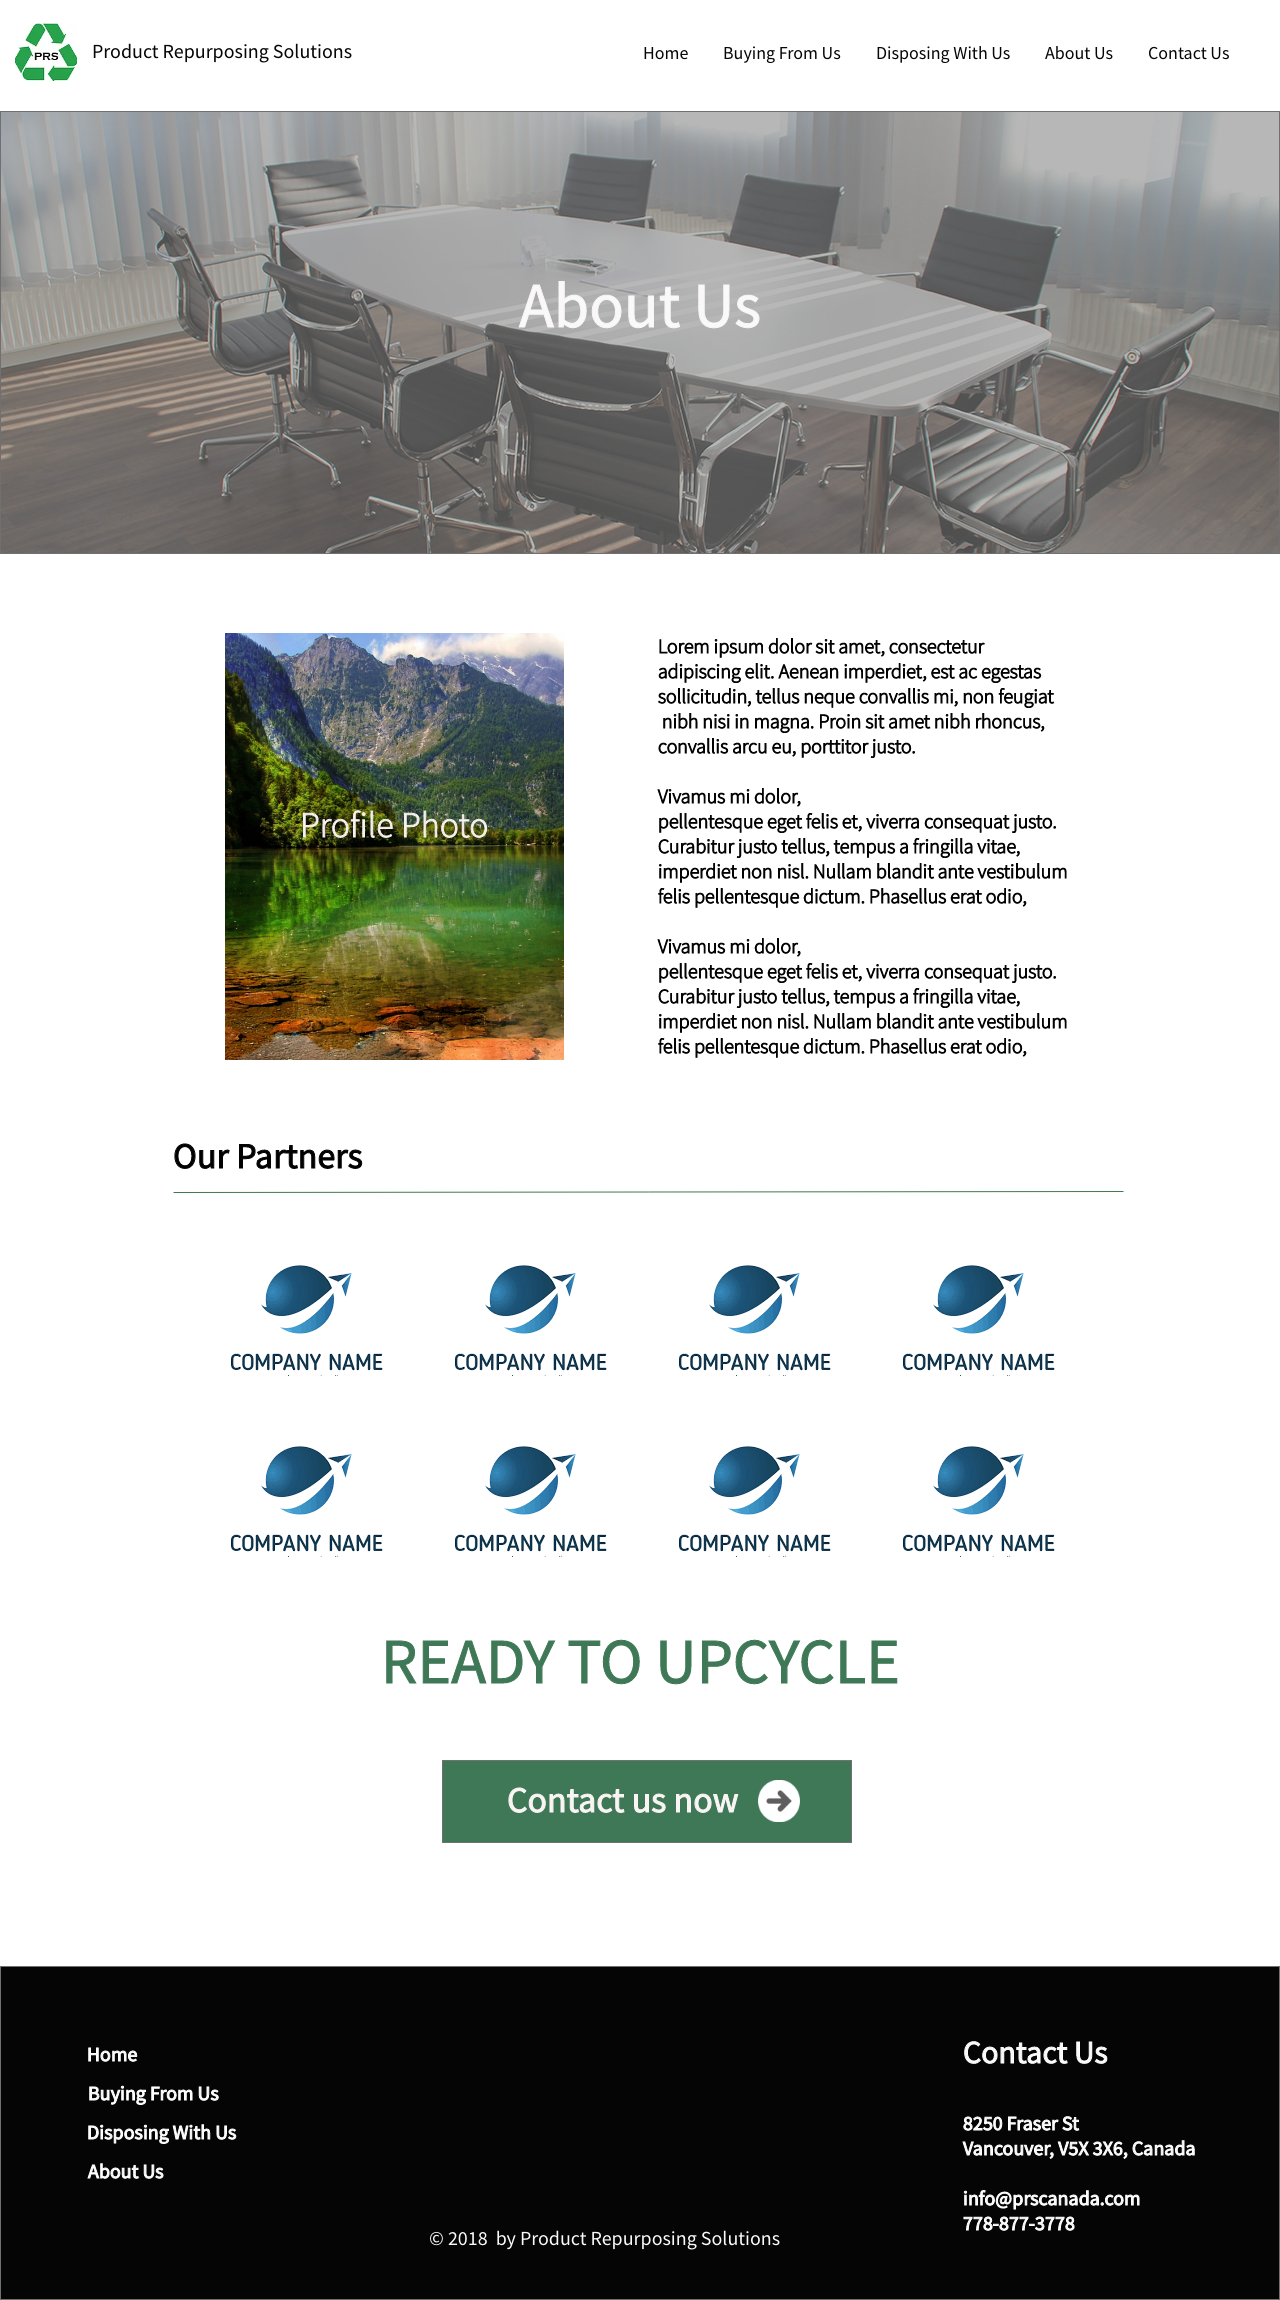 PRS
Product Repurposing Solutions
Home
Buying From Us
Disposing With Us
About Us
Contact Us
About Us
Profile Photo
Lorem ipsum dolor sit amet, consectetur
adipiscing elit. Aenean imperdiet, est ac egestas
sollicitudin, tellus neque convallis mi, non feugiat
nibh nisi in magna. Proin sit amet nibh rhoncus,
convallis arcu eu, porttitor justo.
Vivamus mi dolor,
pellentesque eget felis et, viverra consequat justo.
Curabitur justo tellus, tempus a fringilla vitae,
imperdiet non nisl. Nullam blandit ante vestibulum
felis pellentesque dictum. Phasellus erat odio,
Vivamus mi dolor,
pellentesque eget felis et, viverra consequat justo.
Curabitur justo tellus, tempus a fringilla vitae,
imperdiet non nisl. Nullam blandit ante vestibulum
felis pellentesque dictum. Phasellus erat odio,
Our Partners
COMPANY NAME
COMPANY NAME
COMPANY NAME
COMPANY NAME
COMPANY NAME
COMPANY NAME
COMPANY NAME
COMPANY NAME
READY TO UPCYCLE
Contact us now
Home
Buying From Us
Disposing With Us
About Us
Contact Us
8250 Fraser St
Vancouver, V5X 3X6, Canada
info@prscanada.com
778-877-3778
© 2018 by Product Repurposing Solutions